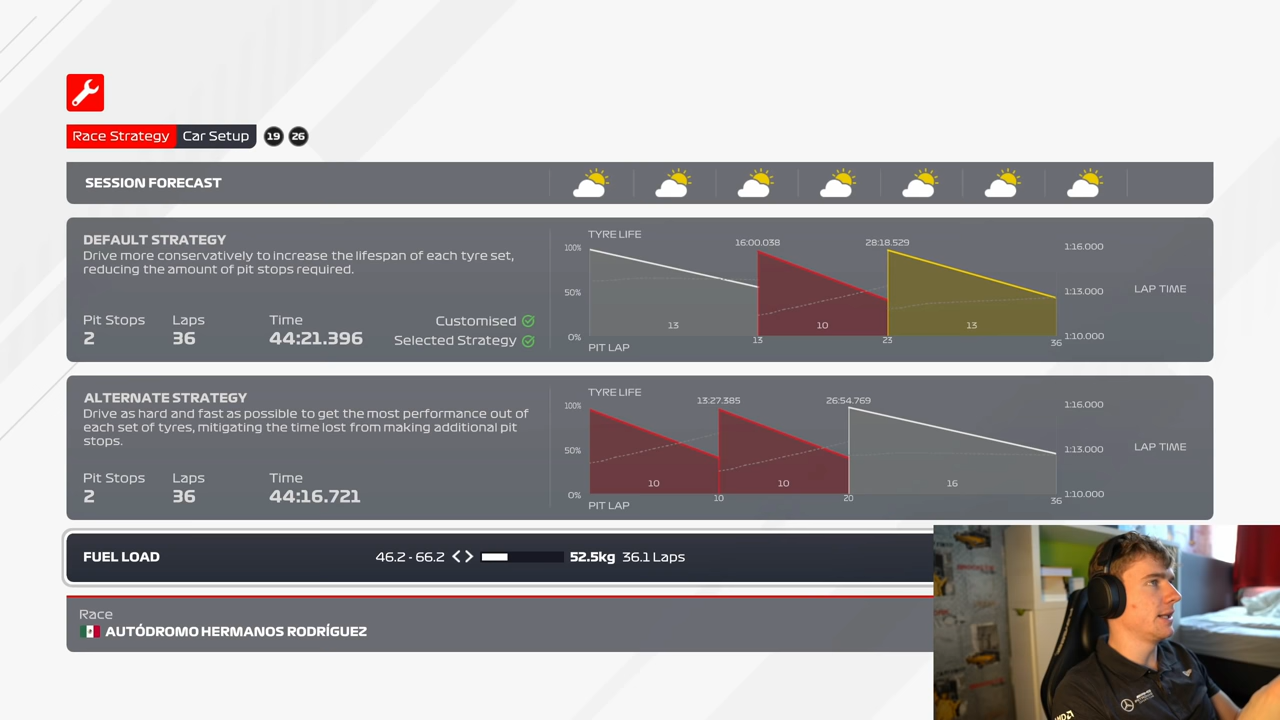 Race Strategy Car Setup 19 26
SESSION FORECAST
DEFAULT STRATEGY
Drive more conservatively to increase the lifespan of each tyre set,
reducing the amount of pit stops required.
Pit Stops Laps Time Customised
2 36 44:21.396 Selected Strategy
TYRE LIFE 16:00.038 28:18.529
100% 1:16.000
50% 1:13.000 LAP TIME
13 10 13
0% 1:10.000
PIT LAP 13 23 36
ALTERNATE STRATEGY
Drive as hard and fast as possible to get the most performance out of
each set of tyres, mitigating the time lost from making additional pit
stops.
Pit Stops Laps Time
2 36 44:16.721
TYRE LIFE 13:27.385 26:54.769
100% 1:16.000
50% 1:13.000 LAP TIME
10 10 16
0% 1:10.000
PIT LAP 10 20 36
FUEL LOAD 46.2 - 66.2 < > 52.5kg 36.1 Laps
Race
AUTÓDROMO HERMANOS RODRÍGUEZ